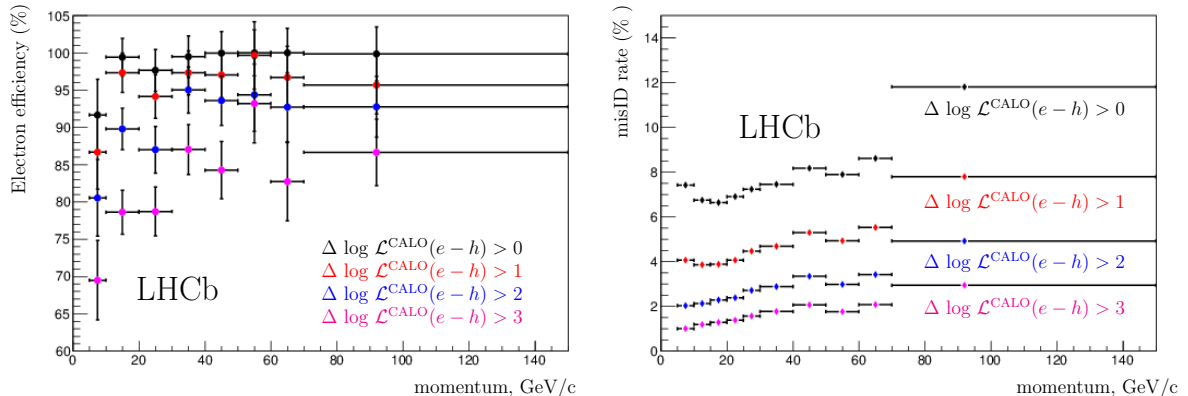 Electron efficiency (%)
105
100
95
90
85
80
75
70
65
60
0 20 40 60 80 100 120 140
momentum, GeV/c
LHCb
Δ log ℒ^CALO(e − h) > 0
Δ log ℒ^CALO(e − h) > 1
Δ log ℒ^CALO(e − h) > 2
Δ log ℒ^CALO(e − h) > 3
misID rate (% )
14
12
10
8
6
4
2
0
0 20 40 60 80 100 120 140
momentum, GeV/c
LHCb
Δ log ℒ^CALO(e − h) > 0
Δ log ℒ^CALO(e − h) > 1
Δ log ℒ^CALO(e − h) > 2
Δ log ℒ^CALO(e − h) > 3